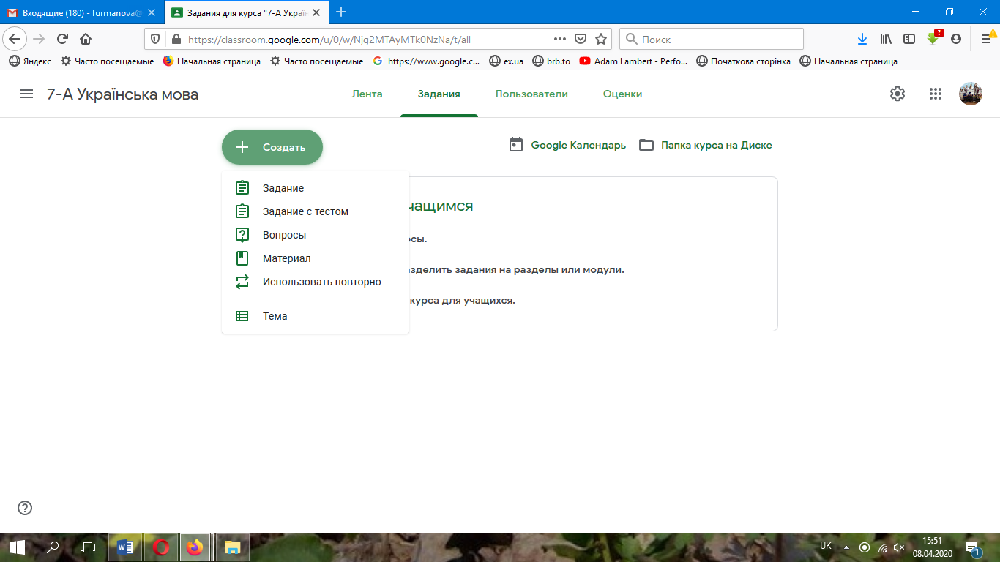 Входящие (180) - furmanova@
Задания для курса "7-А Україн
https://classroom.google.com/u/0/w/Njg2MTAyMTk0NzNa/t/all
Поиск
Яндекс
Часто посещаемые
Начальная страница
Часто посещаемые
https://www.google.c...
ex.ua
brb.to
Adam Lambert - Perfo...
Початкова сторінка
Начальная страница
7-А Українська мова
Лента
Задания
Пользователи
Оценки
Создать
Google Календарь
Папка курса на Диске
Задание
Задание с тестом
Вопросы
Материал
Использовать повторно
Тема
чащимся
осы.
азделить задания на разделы или модули.
курса для учащихся.
UK
15:51
08.04.2020
1